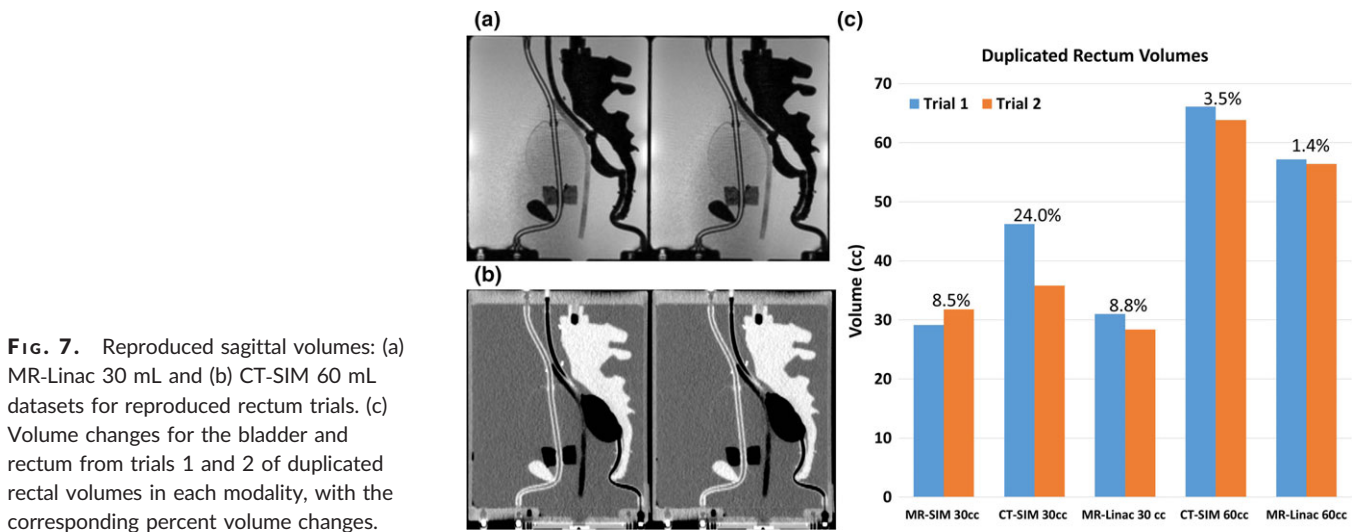 FIG. 7. Reproduced sagittal volumes: (a)
MR-Linac 30 mL and (b) CT-SIM 60 mL
datasets for reproduced rectum trials. (c)
Volume changes for the bladder and
rectum from trials 1 and 2 of duplicated
rectal volumes in each modality, with the
corresponding percent volume changes.
(a)
(b)
(c)
Duplicated Rectum Volumes
Trial 1 Trial 2
Volume (cc)
70
60
50
40
30
20
10
0
8.5%
24.0%
8.8%
3.5%
1.4%
MR-SIM 30cc CT-SIM 30cc MR-Linac 30 cc CT-SIM 60cc MR-Linac 60cc